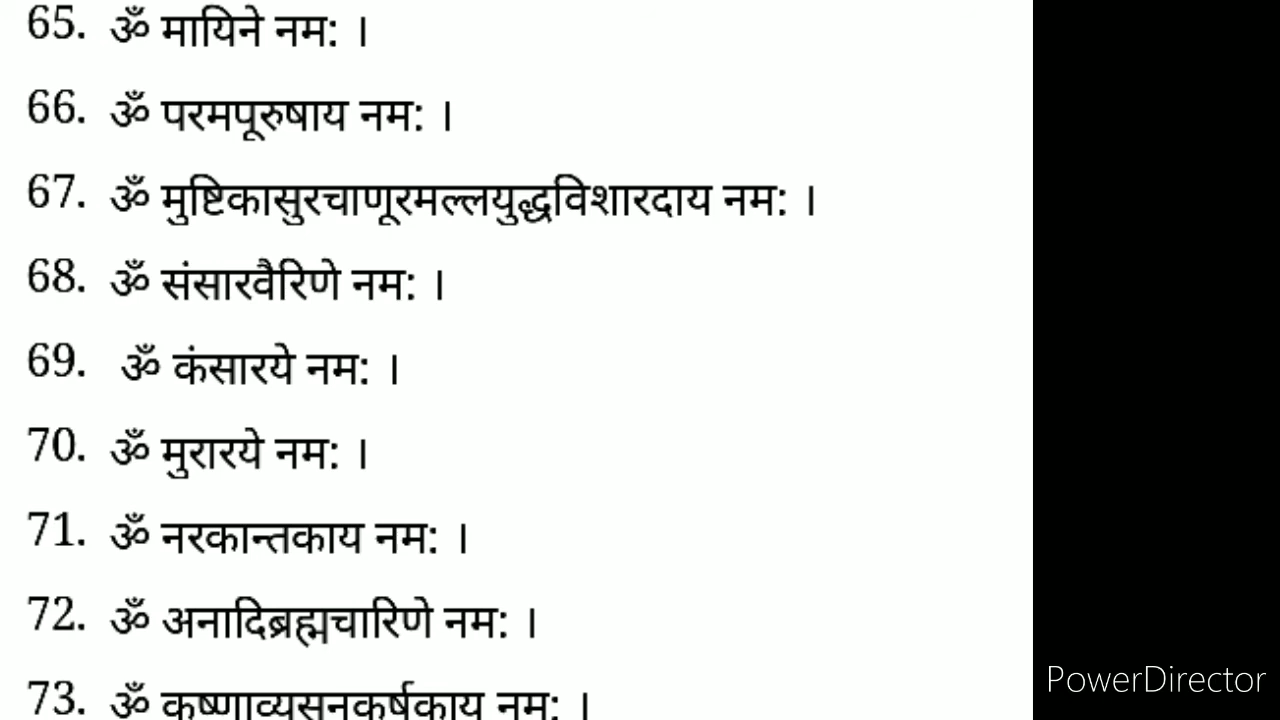 65. ॐ मायिने नम: ।
66. ॐ परमपूरुषाय नम: ।
67. ॐ मुष्टिकासुरचाणूरमल्लयुद्धविशारदाय नम: ।
68. ॐ संसारवैरिणे नम: ।
69. ॐ कंसारये नम: ।
70. ॐ मुरारये नम: ।
71. ॐ नरकान्तकाय नम: ।
72. ॐ अनादिब्रह्मचारिणे नम: ।
73. ॐ कृष्णाव्यसनकर्षकाय नम: ।
PowerDirector